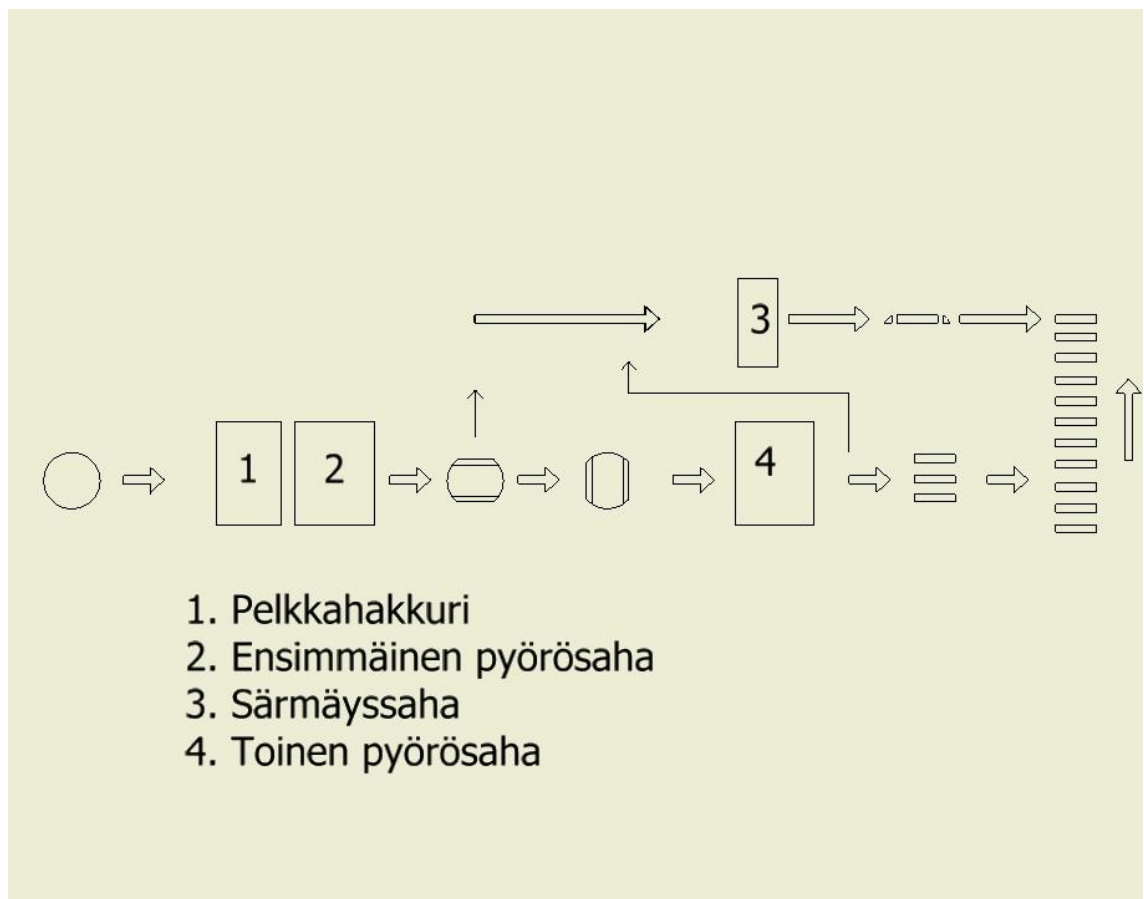 3
1
2
4
1. Pelkkahakkuri
2. Ensimmäinen pyörösaha
3. Särmäyssaha
4. Toinen pyörösaha